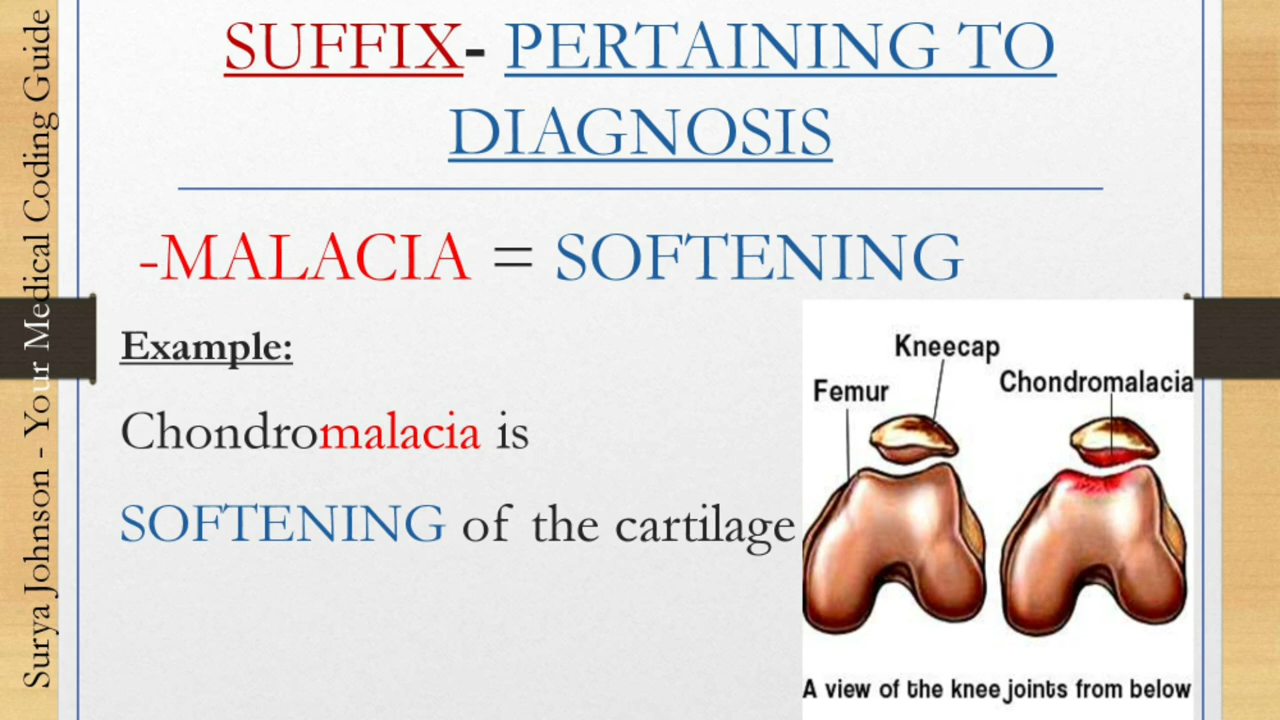 SUFFIX- PERTAINING TO
DIAGNOSIS
-MALACIA = SOFTENING
Example:
Chondromalacia is
SOFTENING of the cartilage
Kneecap
Femur
Chondromalacia
A view of the knee joints from below
Surya Johnson - Your Medical Coding Guide